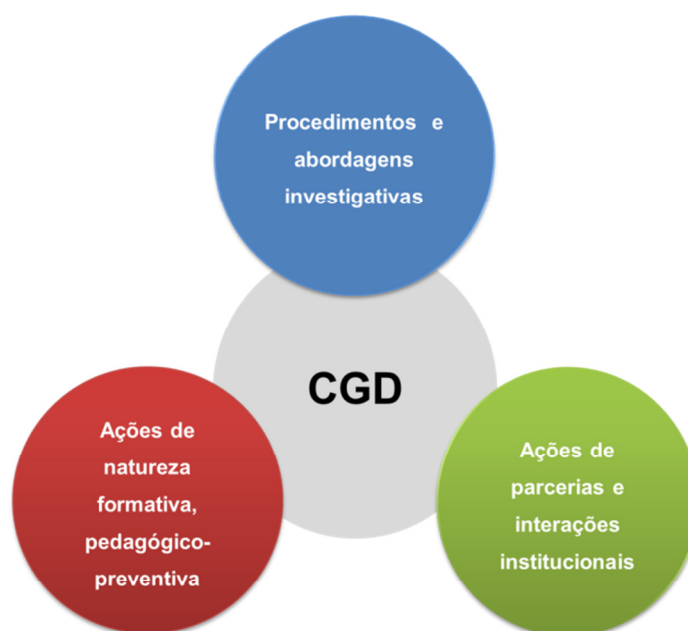 Procedimentos e
abordagens
investigativas
CGD
Ações de
natureza
formativa,
pedagógico-
preventiva
Ações de
parcerias e
interações
institucionais